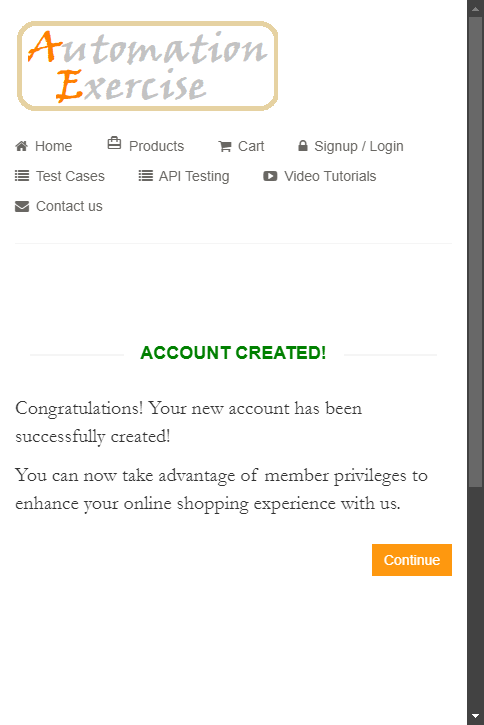 Automation
Exercise
Home Products Cart Signup / Login
Test Cases API Testing Video Tutorials
Contact us
ACCOUNT CREATED!
Congratulations! Your new account has been
successfully created!
You can now take advantage of member privileges to
enhance your online shopping experience with us.
Continue